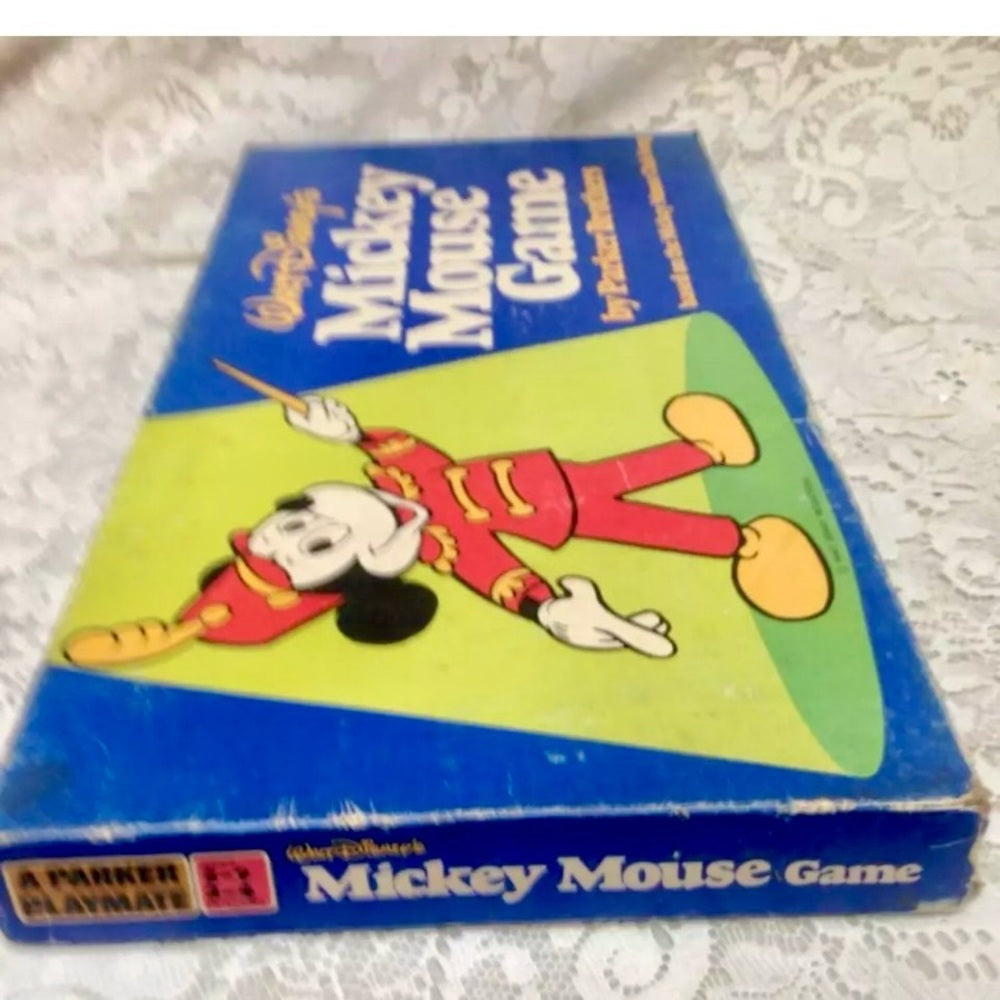 Walt Disney's
Mickey
Mouse
Game
by Parker Brothers
A PARKER
PLAYMATE
Walt Disney's
Mickey Mouse Game